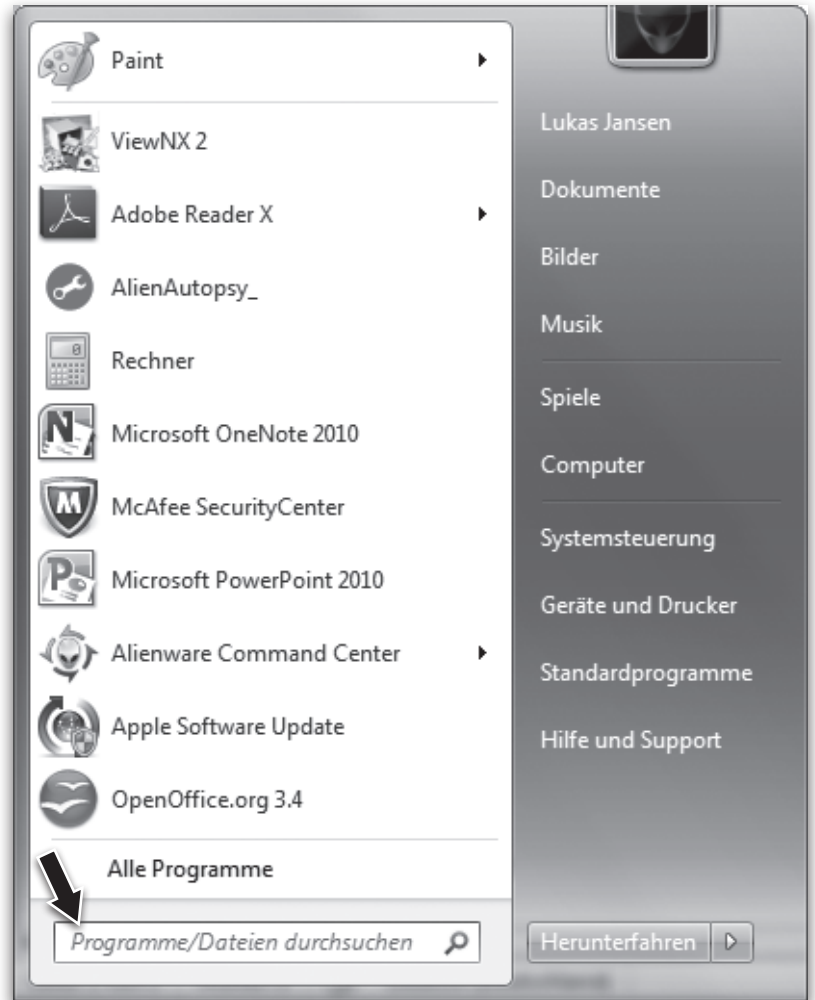 Paint
ViewNX 2
Adobe Reader X
AlienAutopsy_
Rechner
Microsoft OneNote 2010
McAfee SecurityCenter
Microsoft PowerPoint 2010
Alienware Command Center
Apple Software Update
OpenOffice.org 3.4
Alle Programme
Programme/Dateien durchsuchen
Lukas Jansen
Dokumente
Bilder
Musik
Spiele
Computer
Systemsteuerung
Geräte und Drucker
Standardprogramme
Hilfe und Support
Herunterfahren